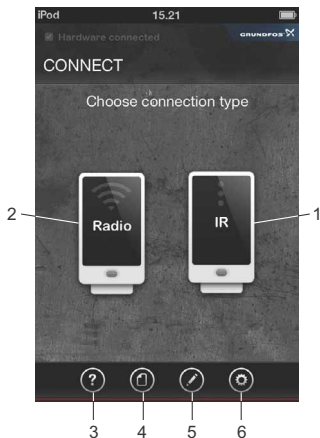 iPod 15.21
Hardware connected GRUNDFOS
CONNECT
Choose connection type
2 Radio IR 1
?
3 4 5 6